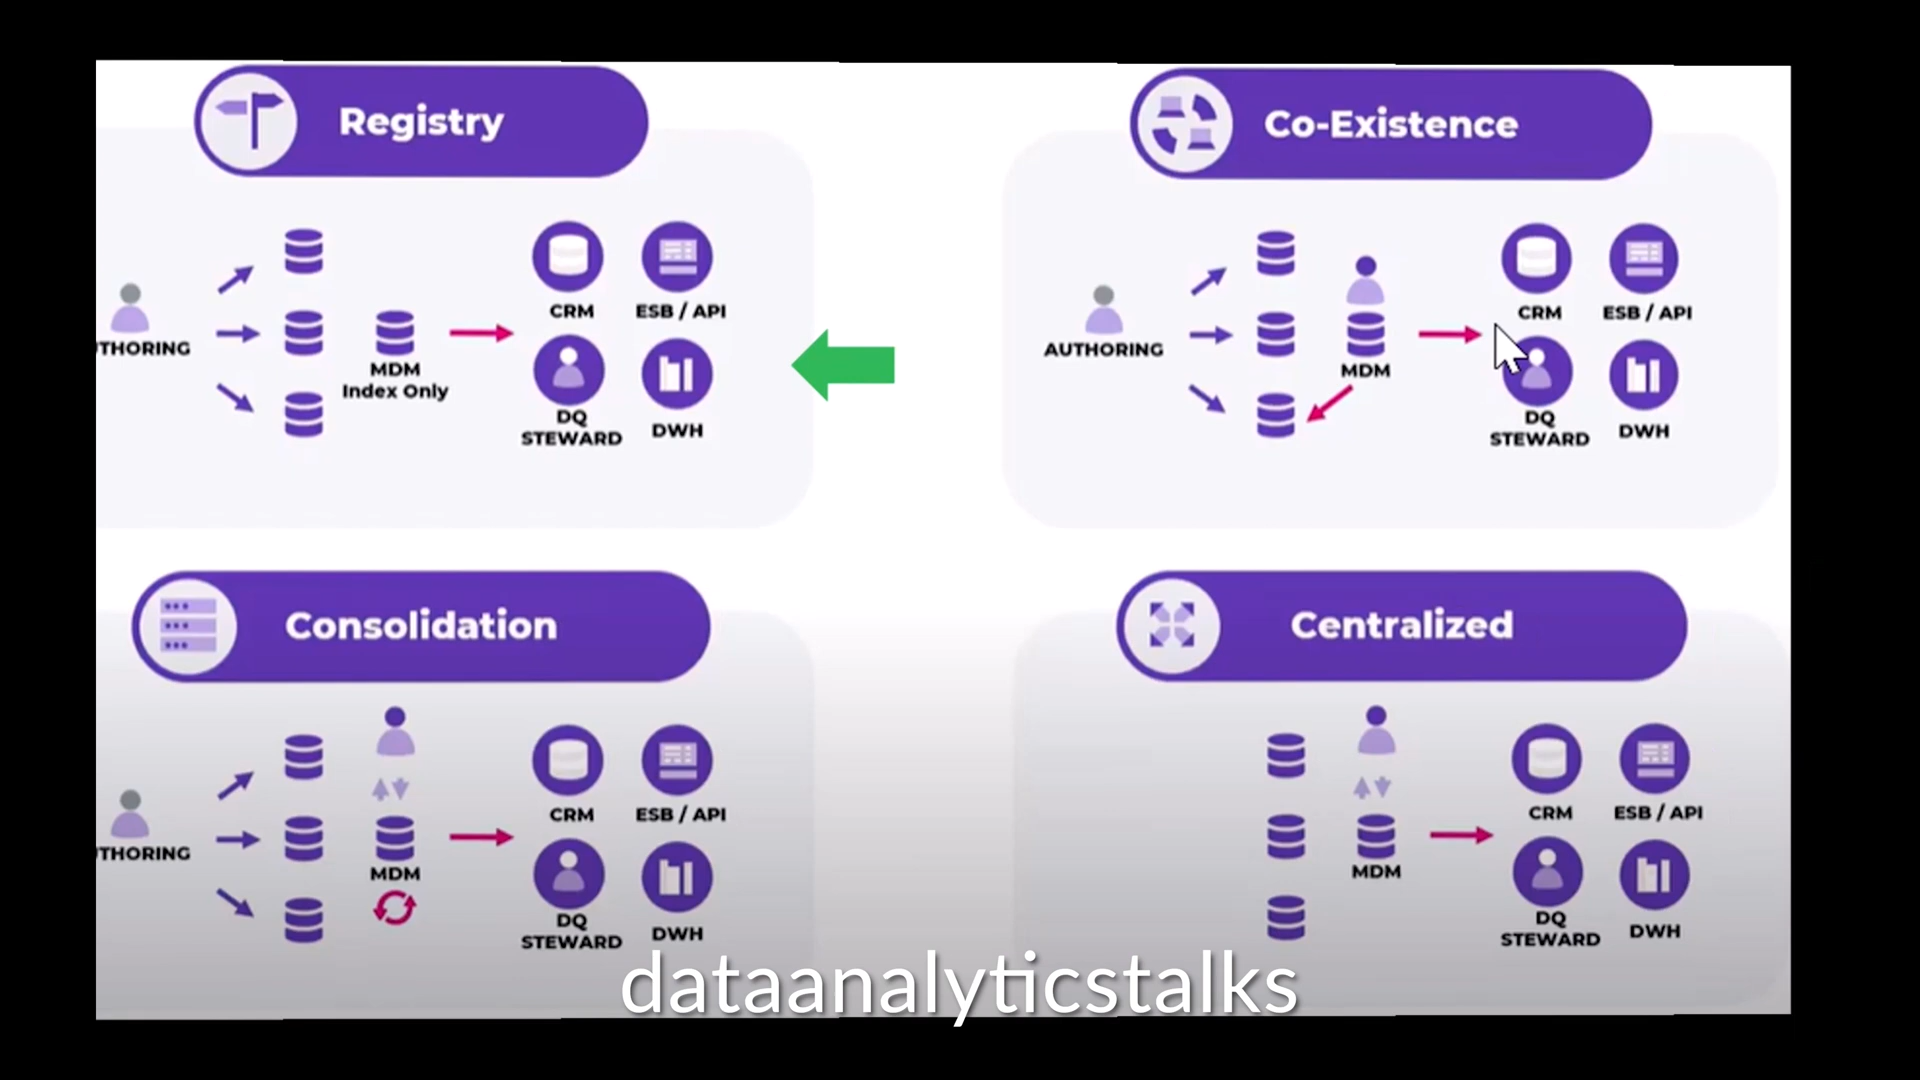 Registry
CRM
ESB / API
THORING
MDM
Index Only
DQ
STEWARD
DWH
Co-Existence
AUTHORING
MDM
CRM
ESB / API
DQ
STEWARD
DWH
Consolidation
THORING
MDM
CRM
ESB / API
DQ
STEWARD
DWH
Centralized
MDM
CRM
ESB / API
DQ
STEWARD
DWH
dataanalyticstalks